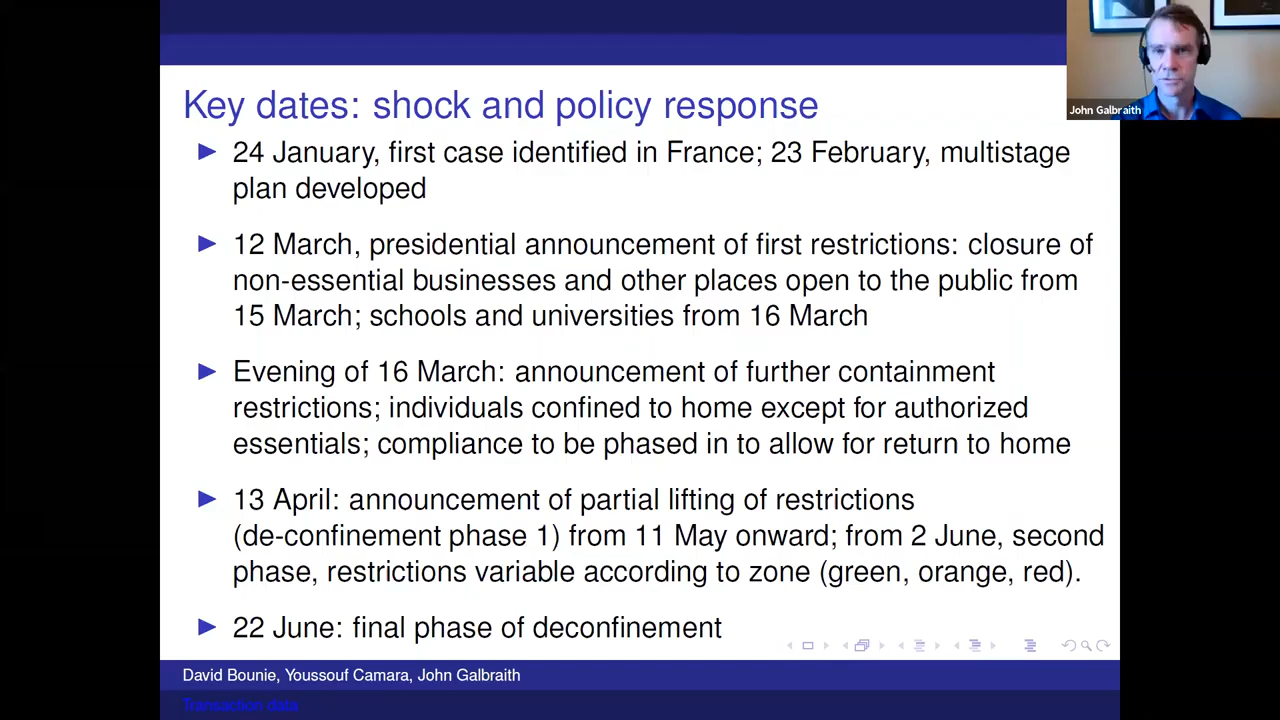 Key dates: shock and policy response
24 January, first case identified in France; 23 February, multistage
plan developed
12 March, presidential announcement of first restrictions: closure of
non-essential businesses and other places open to the public from
15 March; schools and universities from 16 March
Evening of 16 March: announcement of further containment
restrictions; individuals confined to home except for authorized
essentials; compliance to be phased in to allow for return to home
13 April: announcement of partial lifting of restrictions
(de-confinement phase 1) from 11 May onward; from 2 June, second
phase, restrictions variable according to zone (green, orange, red).
22 June: final phase of deconfinement
David Bounie, Youssouf Camara, John Galbraith
Transaction data
John Galbraith